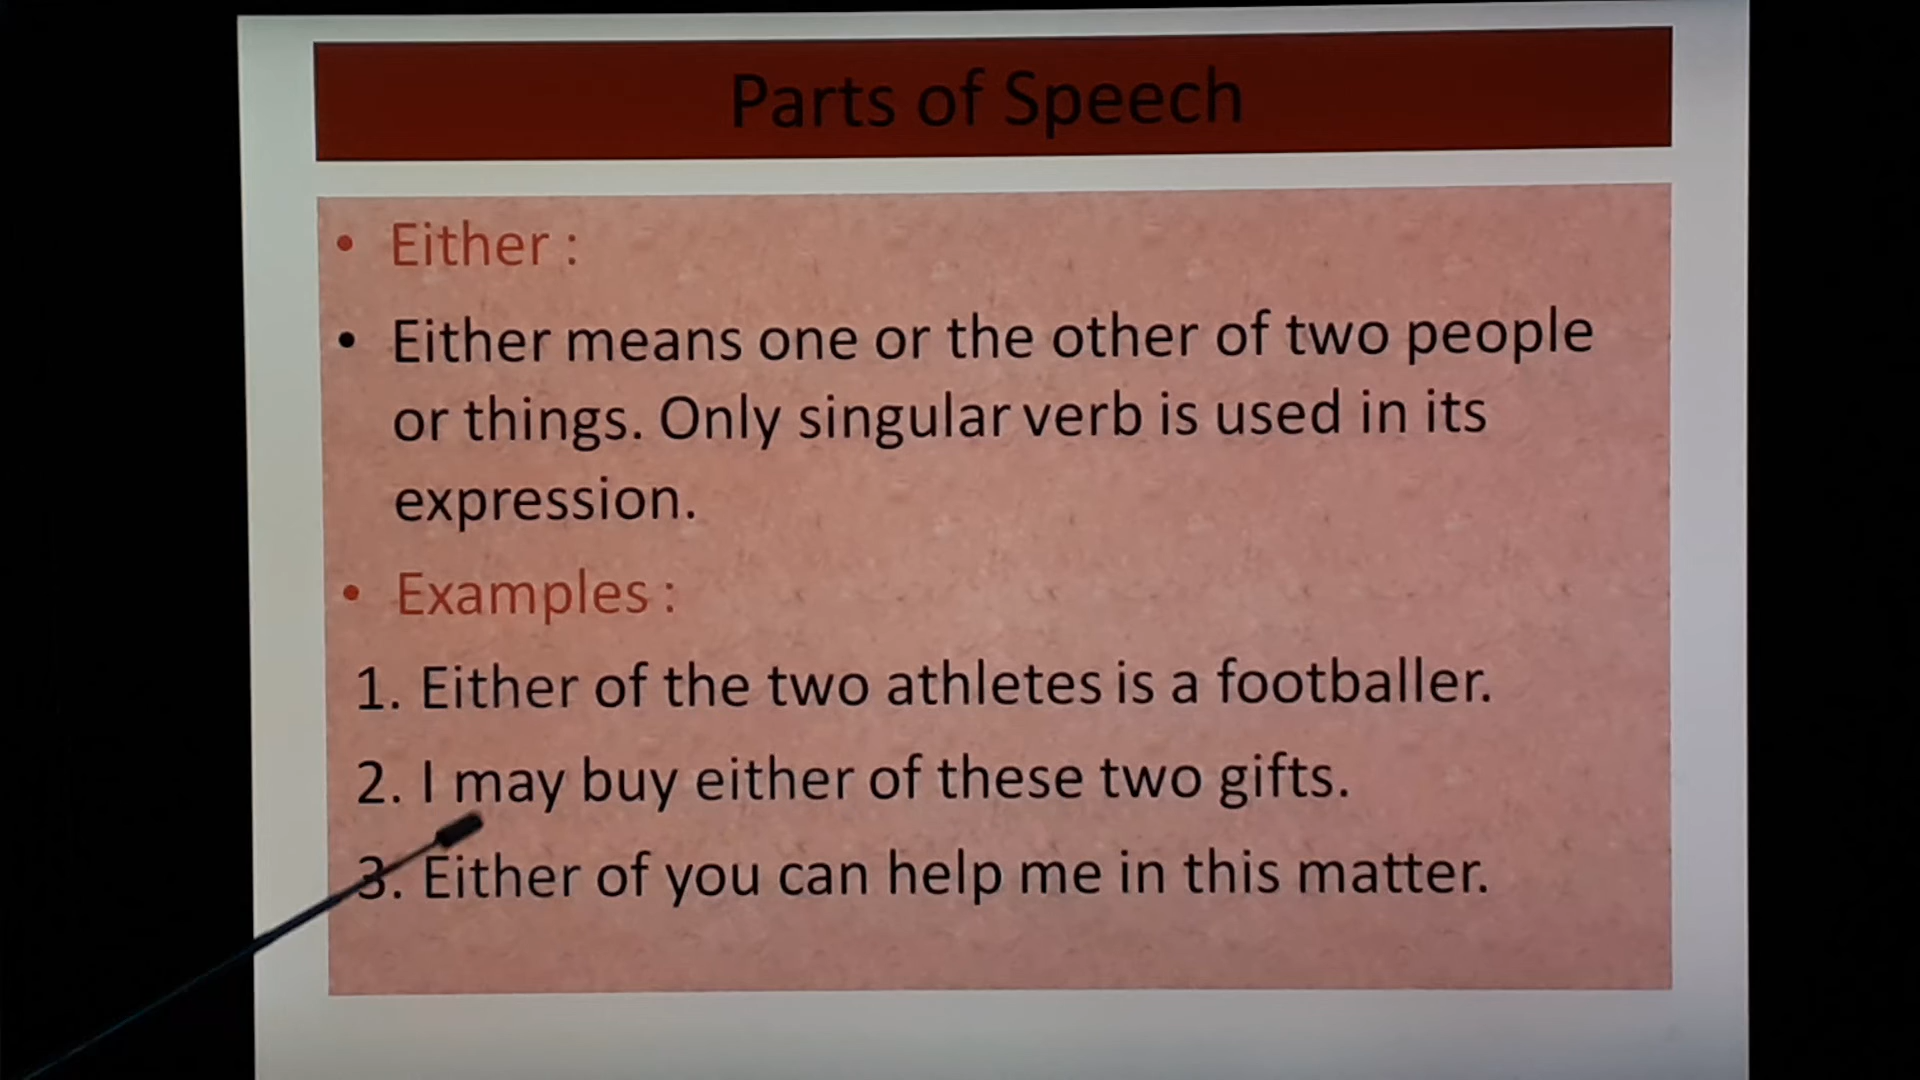 Parts of Speech
• Either :
• Either means one or the other of two people
or things. Only singular verb is used in its
expression.
• Examples :
1. Either of the two athletes is a footballer.
2. I may buy either of these two gifts.
3. Either of you can help me in this matter.